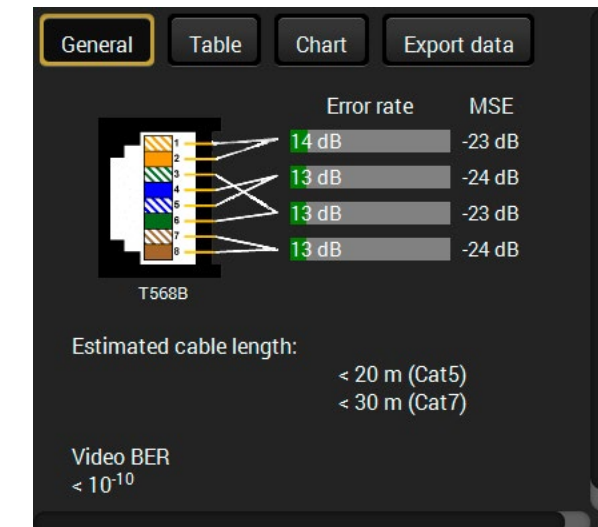 General Table Chart Export data
Error rate MSE
1 14 dB -23 dB
2
3 13 dB -24 dB
4
5 13 dB -23 dB
6
7 13 dB -24 dB
8
T568B
Estimated cable length:
< 20 m (Cat5)
< 30 m (Cat7)
Video BER
< 10⁻¹⁰